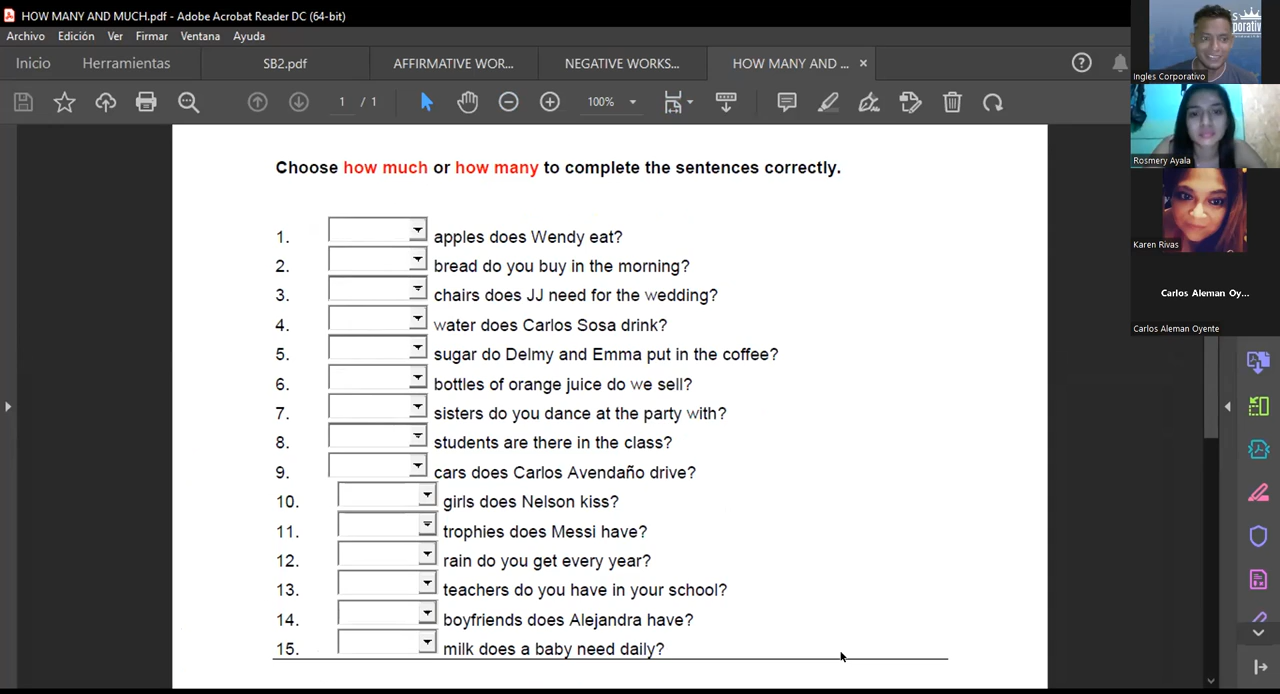 HOW MANY AND MUCH.pdf - Adobe Acrobat Reader DC (64-bit)
Archivo Edición Ver Firmar Ventana Ayuda
Inicio Herramientas SB2.pdf AFFIRMATIVE WOR... NEGATIVE WORKS... HOW MANY AND ... ×
1 / 1 100%
Choose how much or how many to complete the sentences correctly.
1. apples does Wendy eat?
2. bread do you buy in the morning?
3. chairs does JJ need for the wedding?
4. water does Carlos Sosa drink?
5. sugar do Delmy and Emma put in the coffee?
6. bottles of orange juice do we sell?
7. sisters do you dance at the party with?
8. students are there in the class?
9. cars does Carlos Avendaño drive?
10. girls does Nelson kiss?
11. trophies does Messi have?
12. rain do you get every year?
13. teachers do you have in your school?
14. boyfriends does Alejandra have?
15. milk does a baby need daily?
Ingles Corporativo
Rosmery Ayala
Karen Rivas
Carlos Aleman Oy...
Carlos Aleman Oyente